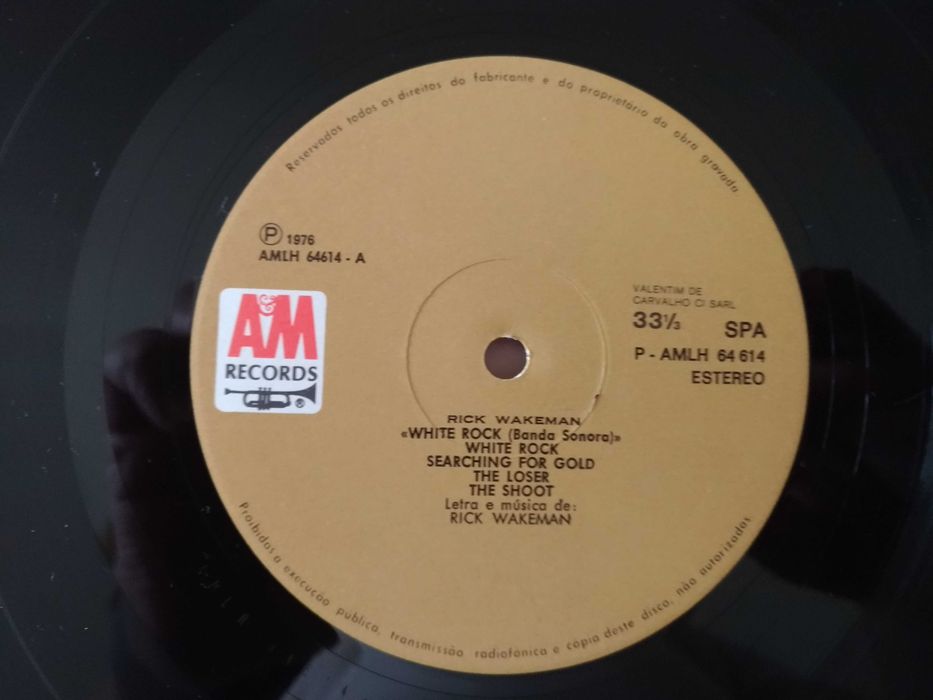 Reservados todos os direitos do fabricante e do proprietário da obra gravada
Ⓟ 1976
AMLH 64614 - A
A&M
RECORDS
®
VALENTIM DE
CARVALHO CI SARL
33⅓ SPA
P - AMLH 64 614
ESTEREO
RICK WAKEMAN
«WHITE ROCK (Banda Sonora)»
WHITE ROCK
SEARCHING FOR GOLD
THE LOSER
THE SHOOT
Letra e música de:
RICK WAKEMAN
Proibidos a execução pública, transmissão radiofónica e cópia deste disco, não autorizados